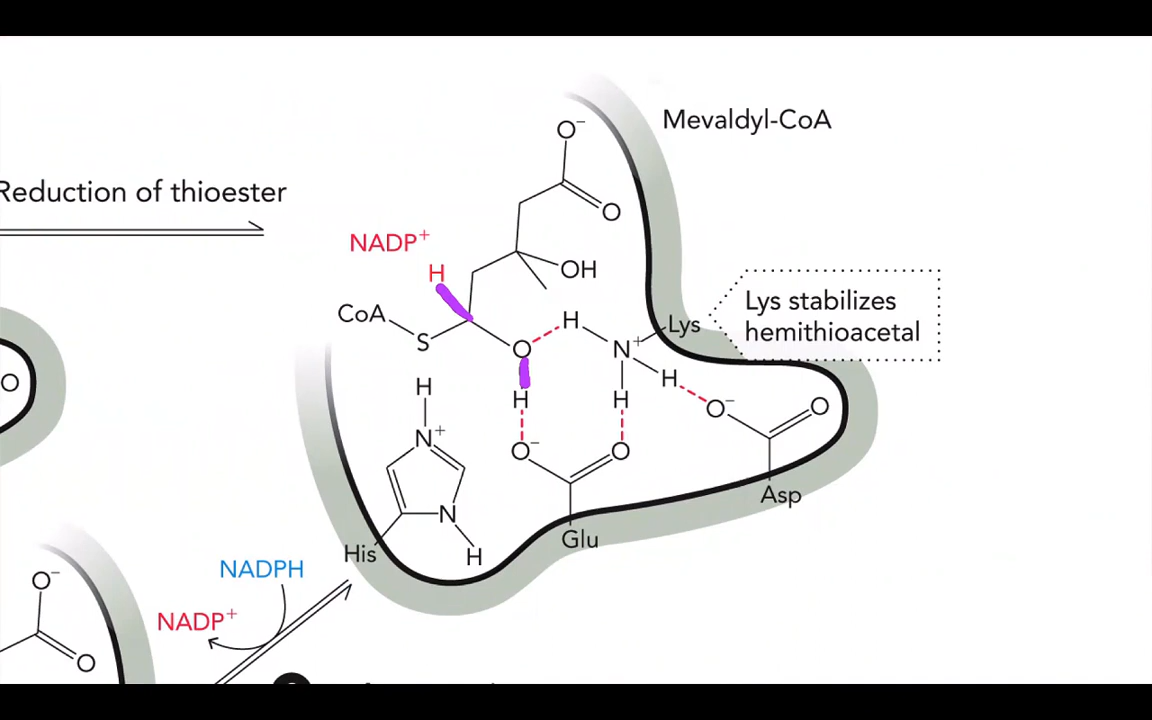 Mevaldyl-CoA
Reduction of thioester
O⁻
O
NADP⁺
H
OH
CoA
S
O
H
N⁺
Lys
H
Lys stabilizes
hemithioacetal
O
H
N⁺
H
H
O⁻
O
H
O⁻
O
N
H
His
Glu
Asp
NADPH
NADP⁺
O⁻
O